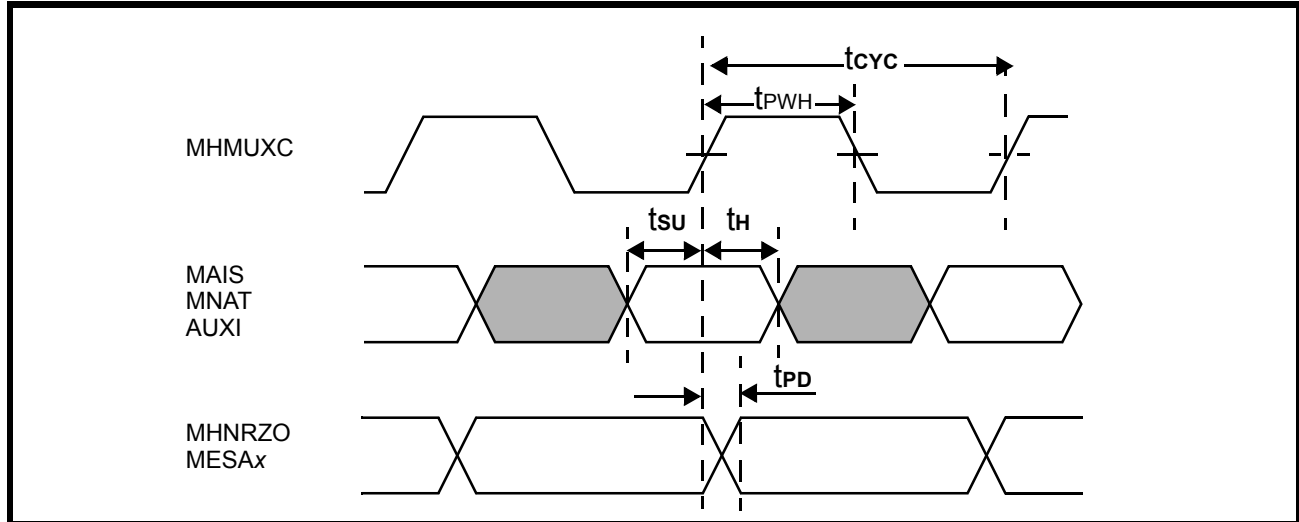 tCYC
tPWH
MHMUXC
tSU
tH
MAIS
MNAT
AUXI
tPD
MHNRZO
MESAx